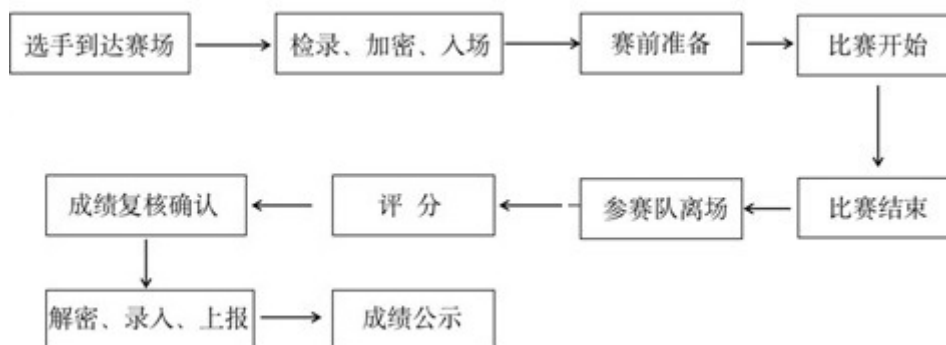 选手到达赛场
检录、加密、入场
赛前准备
比赛开始
比赛结束
参赛队离场
评 分
成绩复核确认
解密、录入、上报
成绩公示